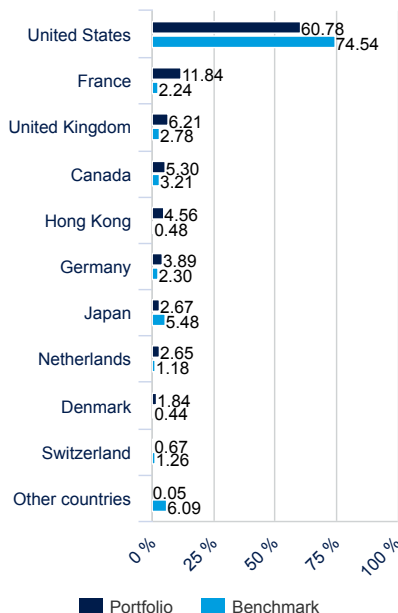 United States
60.78
74.54
France
11.84
2.24
United Kingdom
6.21
2.78
Canada
5.30
3.21
Hong Kong
4.56
0.48
Germany
3.89
2.30
Japan
2.67
5.48
Netherlands
2.65
1.18
Denmark
1.84
0.44
Switzerland
0.67
1.26
Other countries
0.05
6.09
0 % 25 % 50 % 75 % 100 %
Portfolio Benchmark